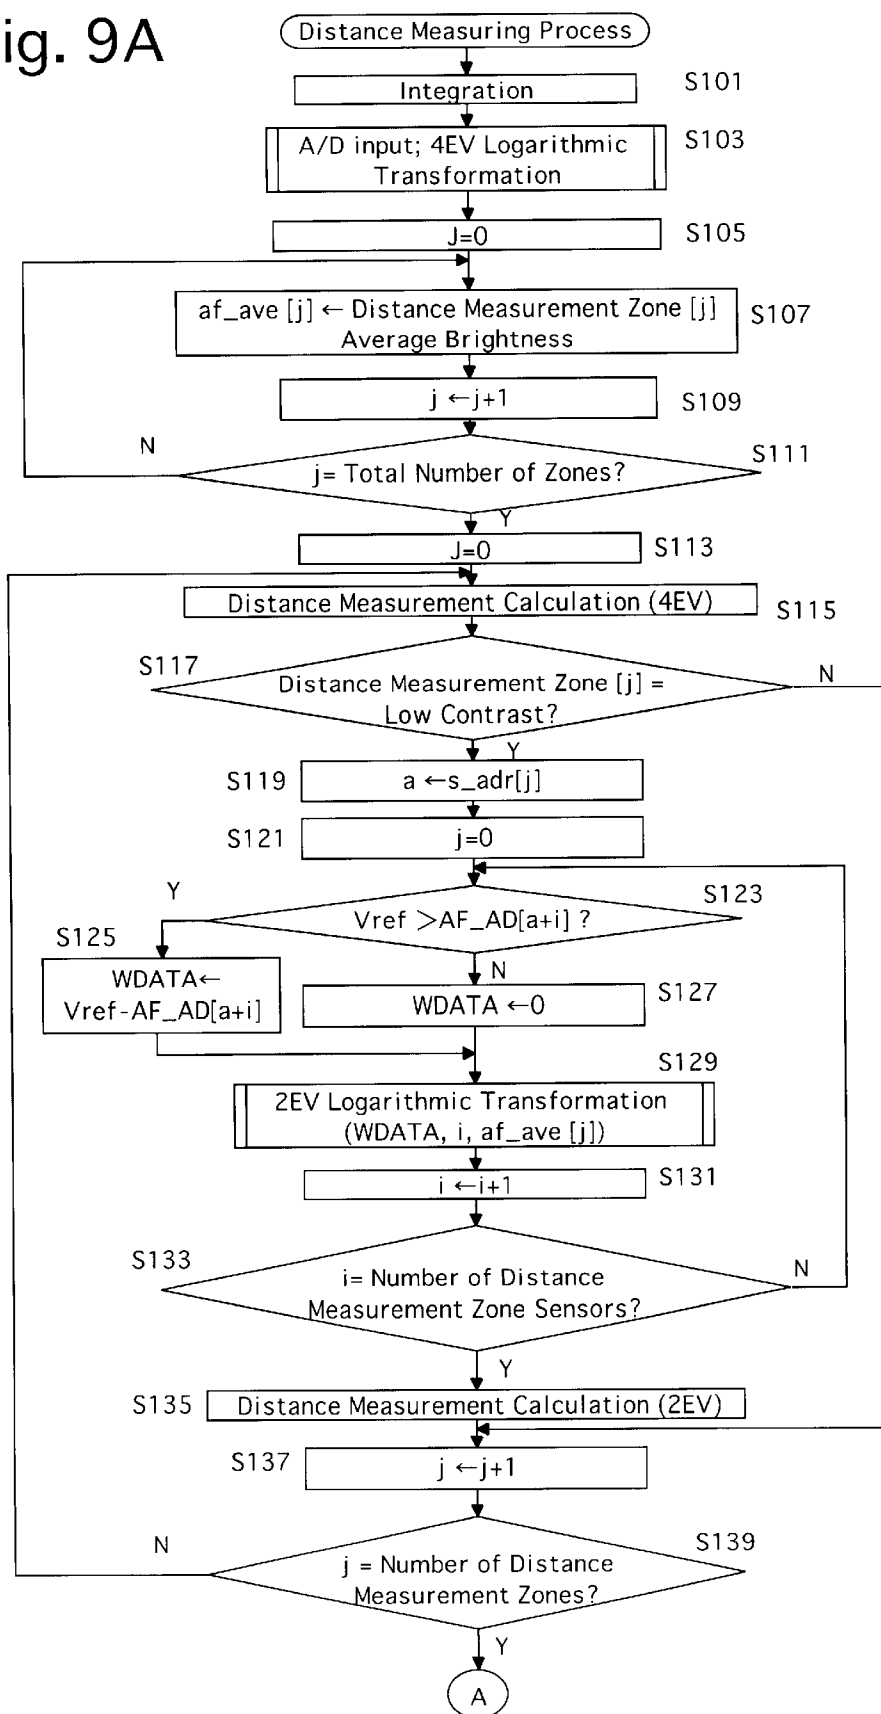 ig. 9A
Distance Measuring Process
Integration
S101
A/D input; 4EV Logarithmic
Transformation
S103
J=0
S105
af_ave [j] ← Distance Measurement Zone [j]
Average Brightness
S107
j ←j+1
S109
N
j= Total Number of Zones?
S111
Y
J=0
S113
Distance Measurement Calculation (4EV)
S115
S117
Distance Measurement Zone [j] =
Low Contrast?
N
Y
S119
a ←s_adr[j]
S121
j=0
Y
Vref >AF_AD[a+i] ?
S123
S125
WDATA←
Vref-AF_AD[a+i]
N
WDATA ←0
S127
S129
2EV Logarithmic Transformation
(WDATA, i, af_ave [j])
i ←i+1
S131
S133
i= Number of Distance
Measurement Zone Sensors?
N
Y
S135
Distance Measurement Calculation (2EV)
S137
j ←j+1
N
j = Number of Distance
Measurement Zones?
S139
Y
A